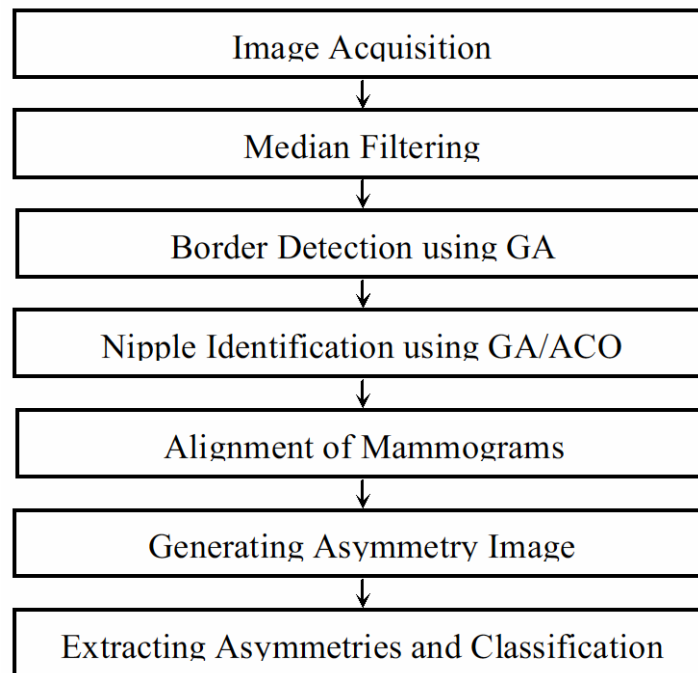 Image Acquisition
Median Filtering
Border Detection using GA
Nipple Identification using GA/ACO
Alignment of Mammograms
Generating Asymmetry Image
Extracting Asymmetries and Classification